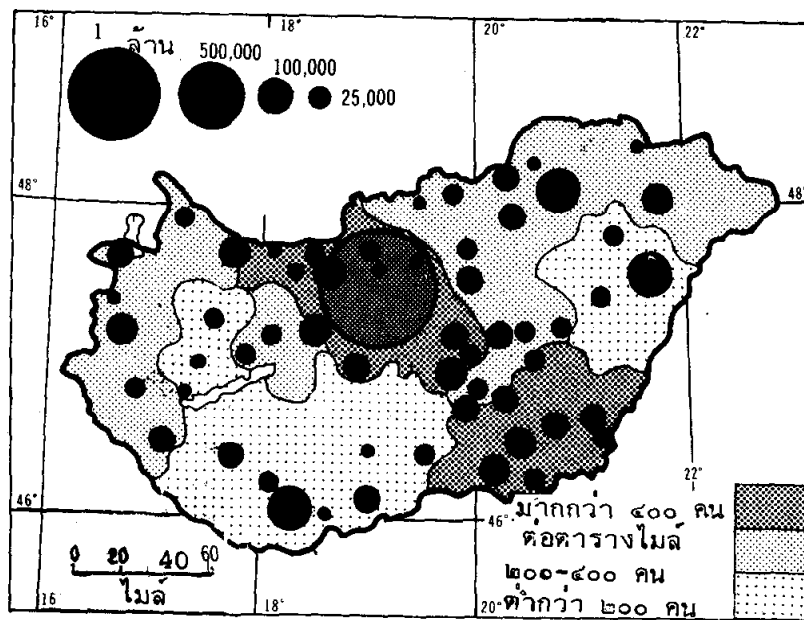 16° 18° 20° 22°
1 ล้าน 500,000 100,000 25,000
48° 48°
22°
46° 46°
มากกว่า ๔๐๐ คน
ต่อตารางไมล์
๒๐๑-๔๐๐ คน
ต่ำกว่า ๒๐๐ คน
0 20 40 60
ไมล์
16° 18° 20°